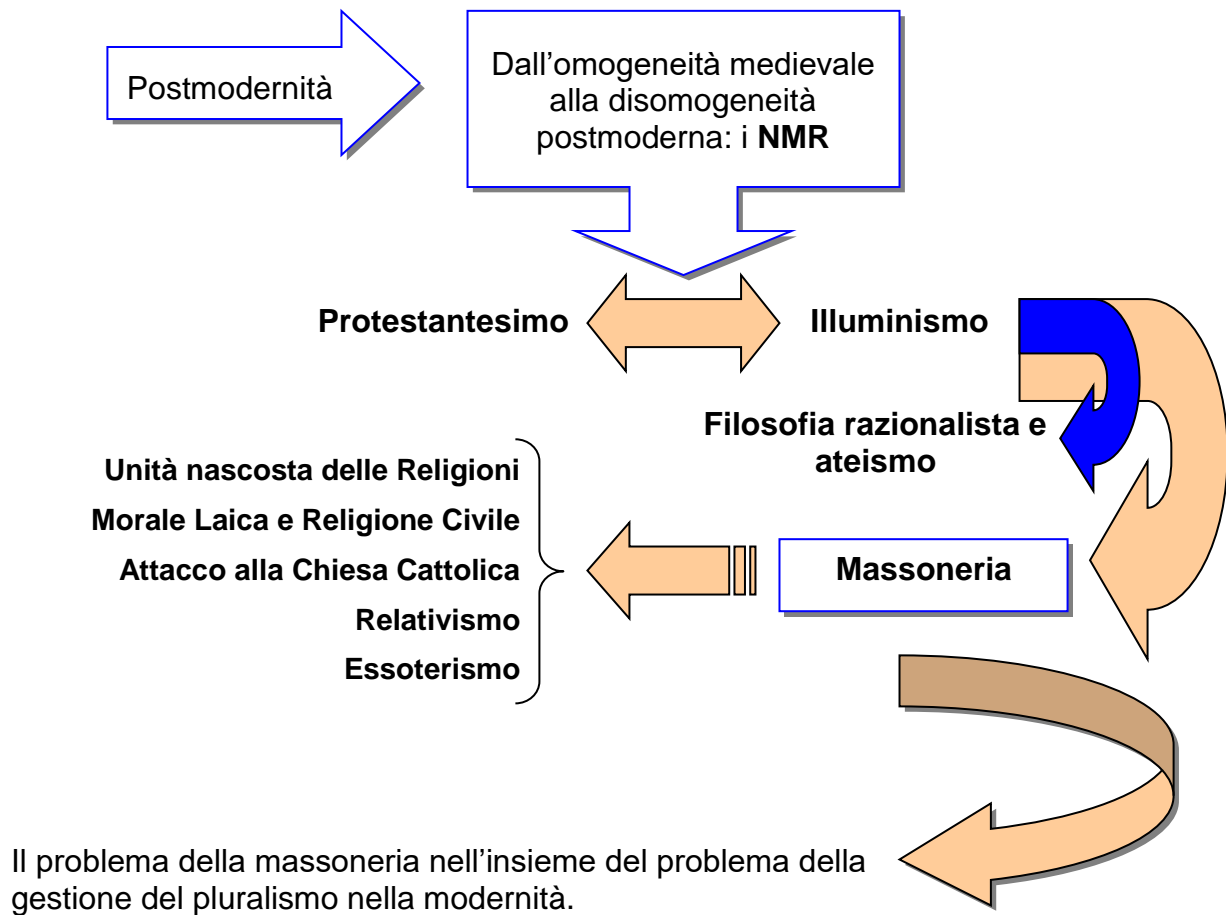 Postmodernità
Dall’omogeneità medievale
alla disomogeneità
postmoderna: i NMR
Protestantesimo
Illuminismo
Filosofia razionalista e
ateismo
Unità nascosta delle Religioni
Morale Laica e Religione Civile
Attacco alla Chiesa Cattolica
Relativismo
Essoterismo
Massoneria
Il problema della massoneria nell’insieme del problema della
gestione del pluralismo nella modernità.